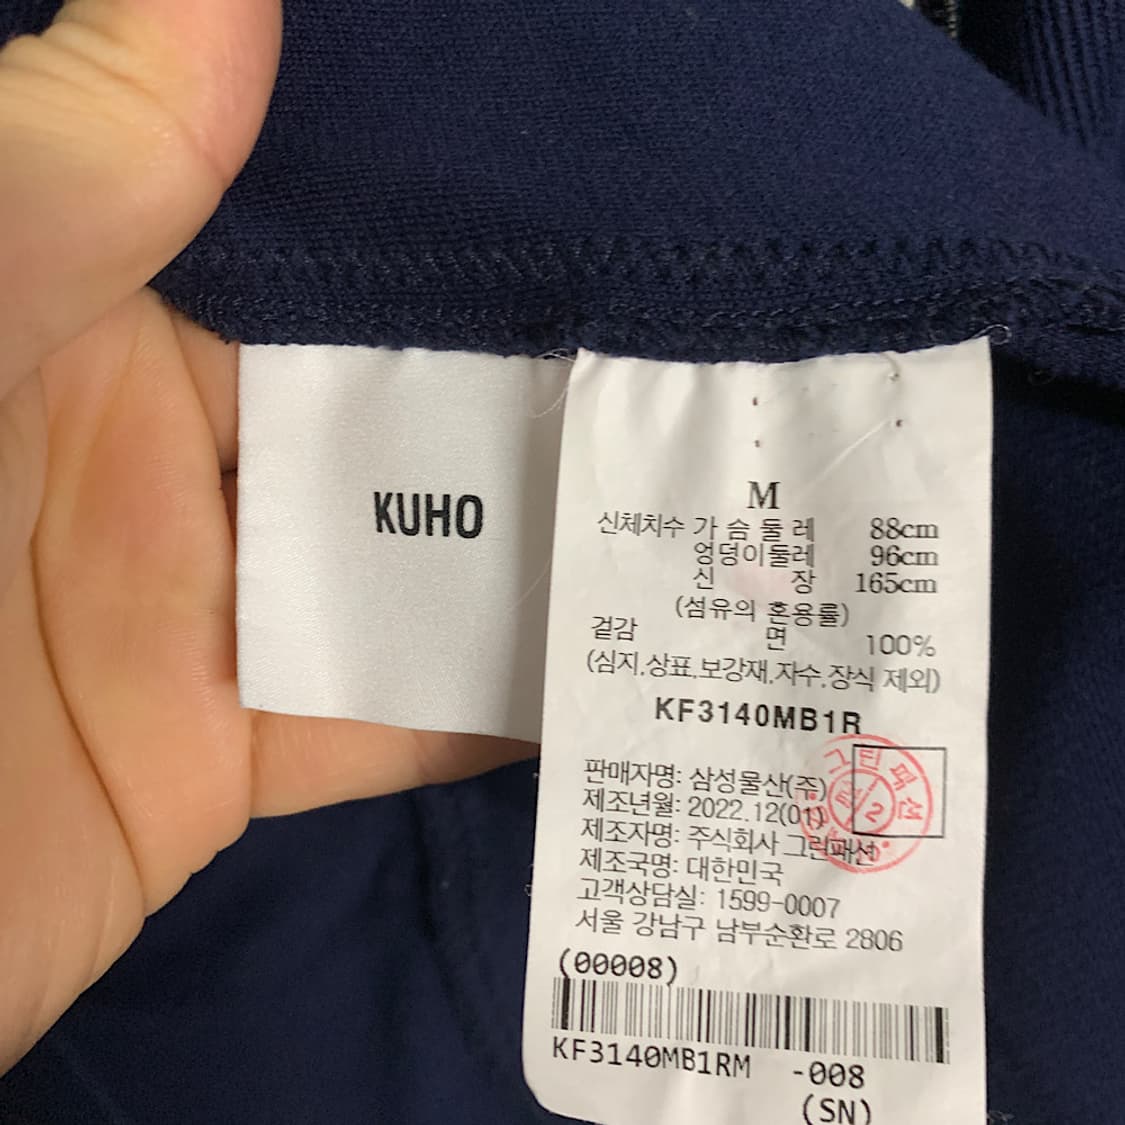 KUHO
M
신체치수 가 슴 둘 레 88cm
엉덩이둘레 96cm
신 장 165cm
(섬유의 혼용률)
겉감 면 100%
(심지,상표,보강재,자수,장식 제외)
KF3140MB1R
판매자명: 삼성물산(주)
제조년월: 2022.12(01)
제조자명: 주식회사 그린패션
제조국명: 대한민국
고객상담실: 1599-0007
서울 강남구 남부순환로 2806
그린패션
2
(00008)
KF3140MB1RM -008
(SN)